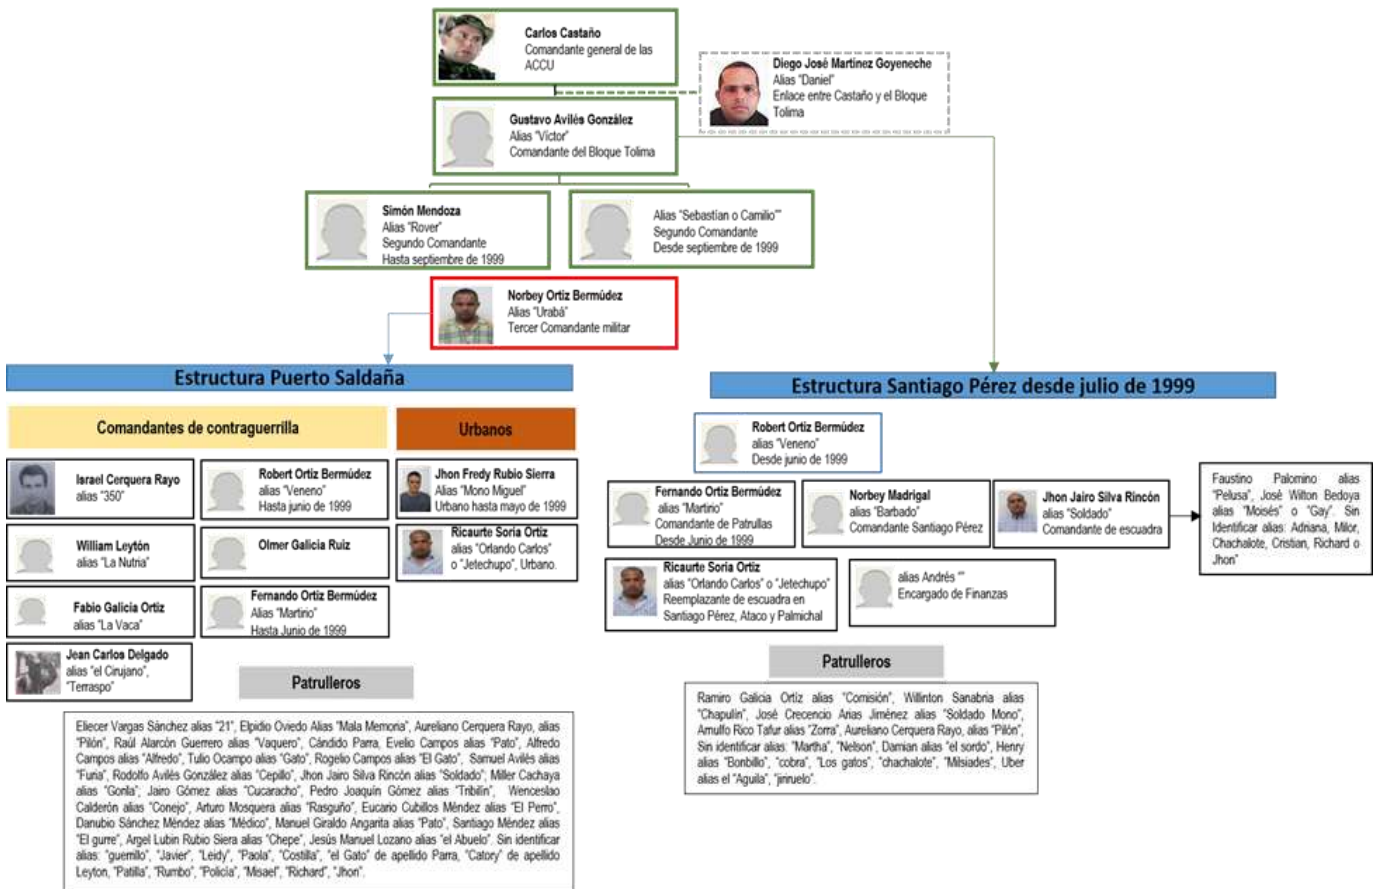 Carlos Castaño
Comandante general de las
ACCU
Diego José Martínez Goyeneche
Alias "Daniel"
Enlace entre Castaño y el Bloque
Tolima
Gustavo Avilés González
Alias "Víctor"
Comandante del Bloque Tolima
Simón Mendoza
Alias "Rover"
Segundo Comandante
Hasta septiembre de 1999
Alias "Sebastían o Camilio""
Segundo Comandante
Desde septiembre de 1999
Norbey Ortiz Bermúdez
Alias "Urabá"
Tercer Comandante militar
Estructura Puerto Saldaña
Comandantes de contraguerrilla
Urbanos
Israel Cerquera Rayo
alias "350"
Robert Ortiz Bermúdez
alias "Veneno"
Hasta junio de 1999
Jhon Fredy Rubio Sierra
Alias "Mono Miguel"
Urbano hasta mayo de 1999
William Leytón
alias "La Nutria"
Olmer Galicia Ruiz
Ricaurte Soria Ortiz
alias "Orlando Carlos"
o "Jetechupo", Urbano.
Fabio Galicia Ortiz
alias "La Vaca"
Fernando Ortiz Bermúdez
Alias "Martirio"
Hasta Junio de 1999
Jean Carlos Delgado
alias "el Cirujano",
"Terraspo"
Patrulleros
Eliecer Vargas Sánchez alias "21", Elpidio Oviedo Alias "Mala Memoria", Aureliano Cerquera Rayo, alias
"Pilón", Raúl Alarcón Guerrero alias "Vaquero", Cándido Parra, Evelio Campos alias "Pato", Alfredo
Campos alias "Alfredo", Tulio Ocampo alias "Gato", Rogelio Campos alias "El Gato", Samuel Avilés alias
"Furia", Rodolfo Avilés González alias "Cepillo", Jhon Jairo Silva Rincón alias "Soldado"; Miller Cachaya
alias "Gorila"; Jairo Gómez alias "Cucaracho", Pedro Joaquín Gómez alias "Tribilín", Wenceslao
Calderón alias "Conejo", Arturo Mosquera alias "Rasguño", Eucario Cubillos Méndez alias "El Perro",
Danubio Sánchez Méndez alias "Médico", Manuel Giraldo Angarita alias "Pato", Santiago Méndez alias
"El gurre", Argel Lubin Rubio Siera alias "Chepe", Jesús Manuel Lozano alias "el Abuelo". Sin identificar
alias: "guerrillo", "Javier", "Leidy", "Paola", "Costilla", "el Gato" de apellido Parra, "Catory" de apellido
Leyton, "Patilla", "Rumbo", "Policía", "Misael", "Richard", "Jhon".
Estructura Santiago Pérez desde julio de 1999
Robert Ortiz Bermúdez
alias "Veneno"
Desde junio de 1999
Fernando Ortiz Bermúdez
alias "Martirio"
Comandante de Patrullas
Desde Junio de 1999
Norbey Madrigal
alias "Barbado"
Comandante Santiago Pérez
Jhon Jairo Silva Rincón
alias "Soldado"
Comandante de escuadra
Faustino Palomino alias
"Pelusa", José Wilton Bedoya
alias "Moisés" o "Gay". Sin
Identificar alias: Adriana, Milor,
Chachalote, Cristian, Richard o
Jhon"
Ricaurte Soria Ortiz
alias "Orlando Carlos" o "Jetechupo"
Reemplazante de escuadra en
Santiago Pérez, Ataco y Palmichal
alias Andrés ""
Encargado de Finanzas
Patrulleros
Ramiro Galicia Ortíz alias "Comisión", Willinton Sanabria alias
"Chapulín", José Crecencio Arias Jiménez alias "Soldado Mono",
Arnulfo Rico Tafur alias "Zorra", Aureliano Cerquera Rayo, alias "Pilón",
Sin identificar alias: "Martha", "Nelson", Damian alias "el sordo", Henry
alias "Bonbillo", "cobra", "Los gatos", "chachalote", "Milsiades", Uber
alias el "Aguila", "jiriruelo".